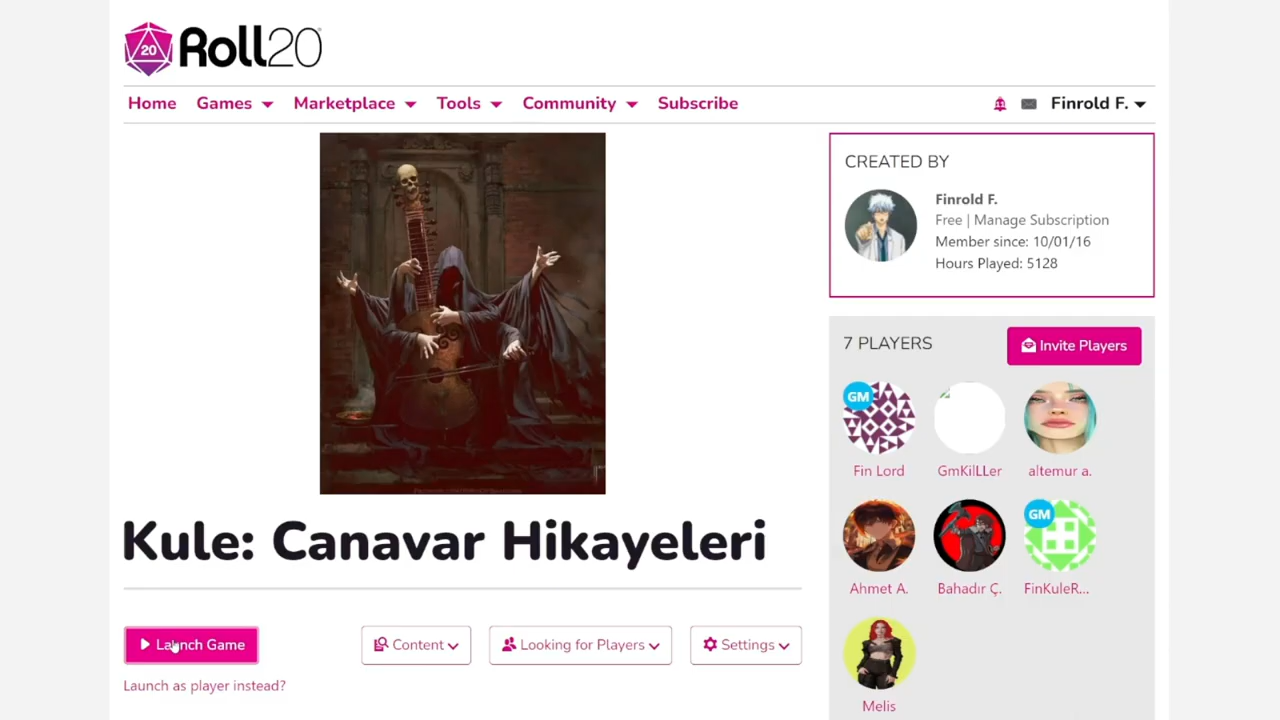 20
Roll20
Home Games Marketplace Tools Community Subscribe Finrold F.
CREATED BY
Finrold F.
Free | Manage Subscription
Member since: 10/01/16
Hours Played: 5128
7 PLAYERS
Invite Players
GM
Fin Lord GmKilLLer altemur a.
GM
Ahmet A. Bahadır Ç. FinKuleR...
Melis
Kule: Canavar Hikayeleri
Launch Game Content Looking for Players Settings
Launch as player instead?